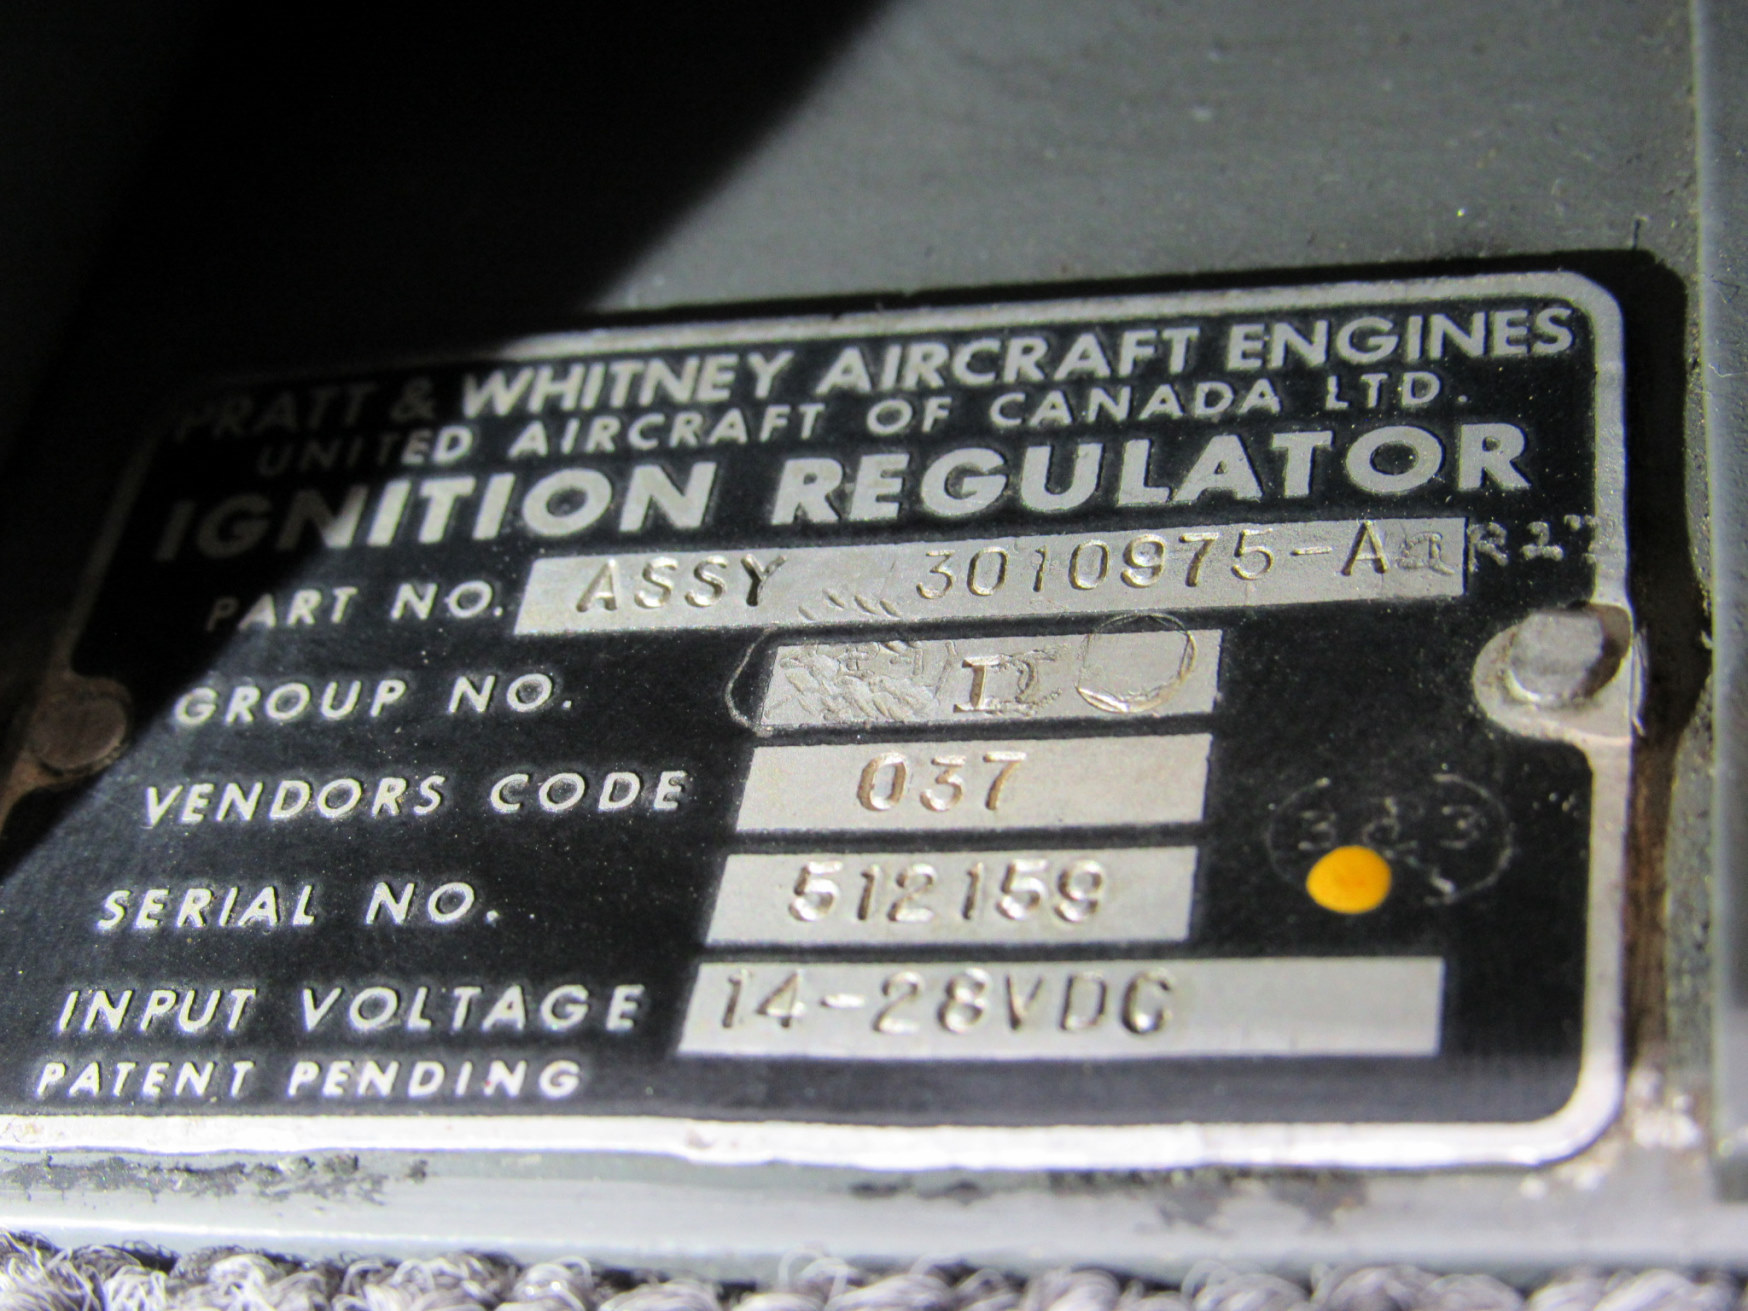 PRATT & WHITNEY AIRCRAFT ENGINES
UNITED AIRCRAFT OF CANADA LTD.
IGNITION REGULATOR
PART NO. ASSY 3010975-A
GROUP NO. I
VENDORS CODE 037
SERIAL NO. 512159
INPUT VOLTAGE 14-28VDC
PATENT PENDING